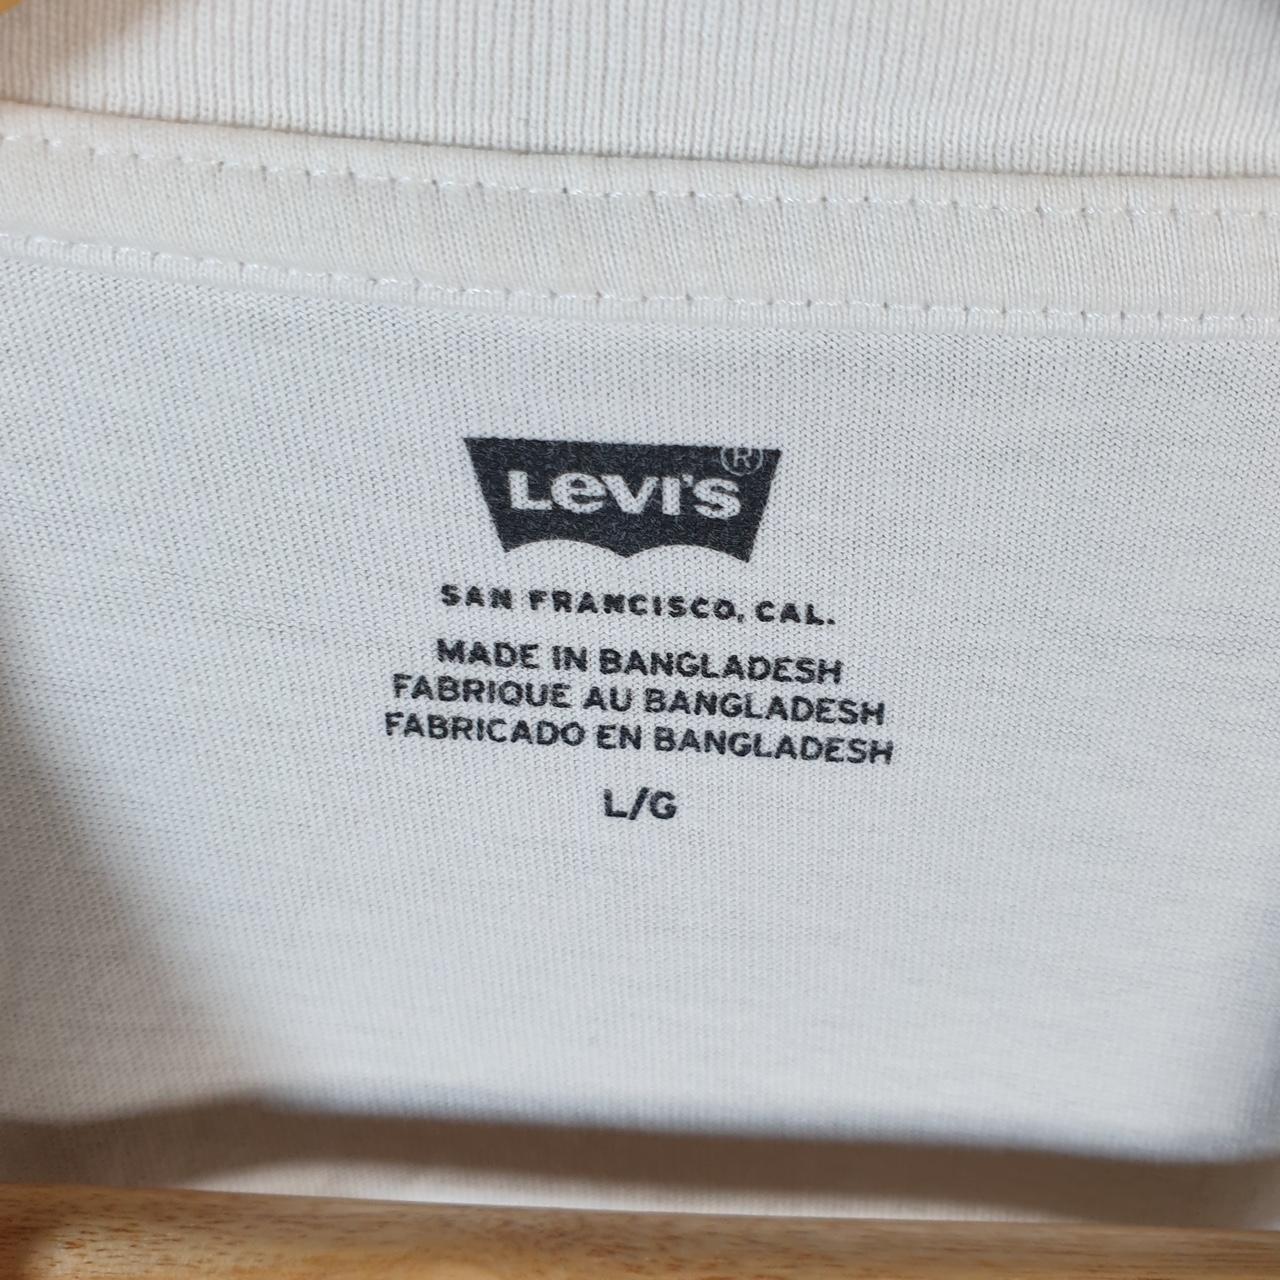 Levi's®
SAN FRANCISCO, CAL.
MADE IN BANGLADESH
FABRIQUE AU BANGLADESH
FABRICADO EN BANGLADESH
L/G